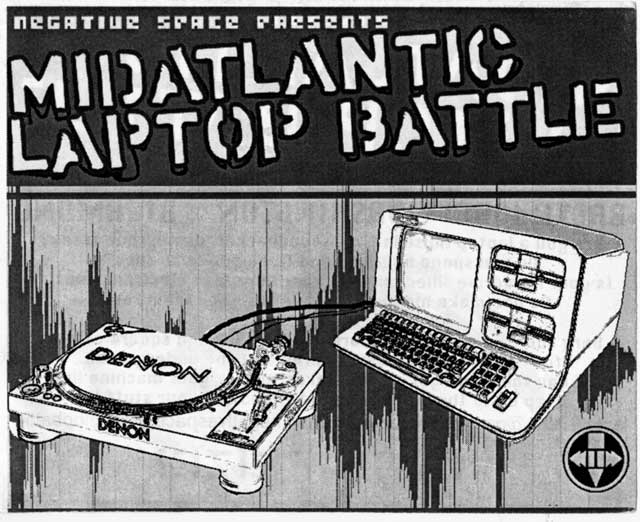 NEGATIVE SPACE PRESENTS
MIDATLANTIC
LAPTOP BATTLE
DENON
DENON